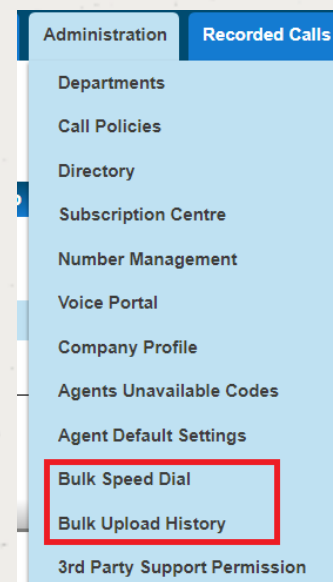 Administration Recorded Calls
Departments
Call Policies
Directory
Subscription Centre
Number Management
Voice Portal
Company Profile
Agents Unavailable Codes
Agent Default Settings
Bulk Speed Dial
Bulk Upload History
3rd Party Support Permission